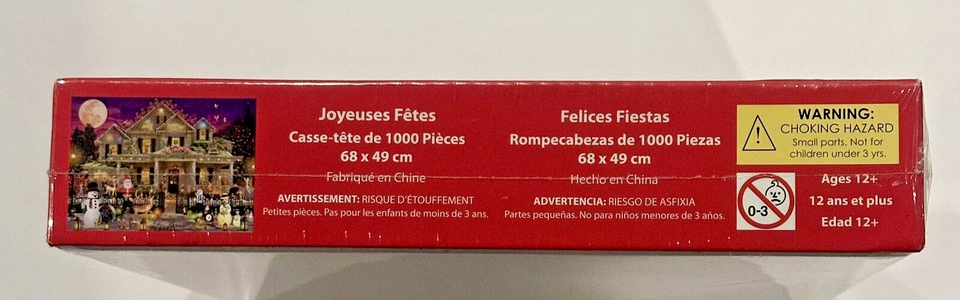 Joyeuses Fêtes
Casse-tête de 1000 Pièces
68 x 49 cm
Fabriqué en Chine
AVERTISSEMENT: RISQUE D'ÉTOUFFEMENT
Petites pièces. Pas pour les enfants de moins de 3 ans.
Felices Fiestas
Rompecabezas de 1000 Piezas
68 x 49 cm
Hecho en China
ADVERTENCIA: RIESGO DE ASFIXIA
Partes pequeñas. No para niños menores de 3 años.
WARNING:
CHOKING HAZARD
Small parts. Not for
children under 3 yrs.
0-3
Ages 12+
12 ans et plus
Edad 12+